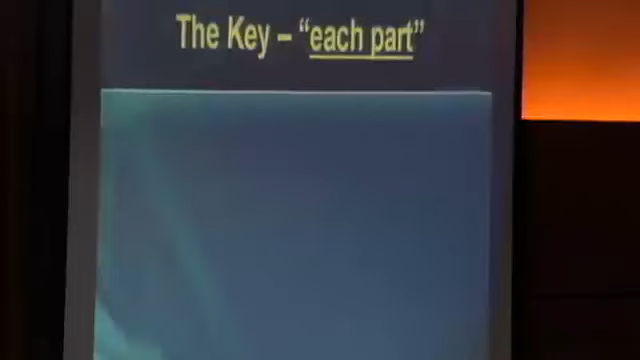 The Key – “each part”